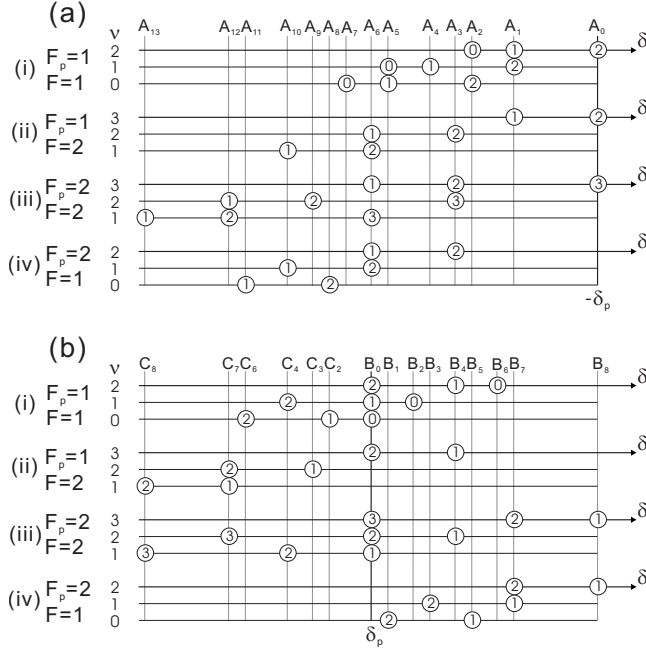 (a)
ν A₁₃ A₁₂ A₁₁ A₁₀ A₉ A₈ A₇ A₆ A₅ A₄ A₃ A₂ A₁ A₀
(i) Fₚ=1 F=1
2 0 1 2 δ
1 0 1 2
0 0 1 2
(ii) Fₚ=1 F=2
3 1 2 δ
2 1 2
1 1 2
(iii) Fₚ=2 F=2
3 1 2 3 δ
2 1 2 3
1 1 2 3
(iv) Fₚ=2 F=1
2 1 2 δ
1 1 2
0 1 2
-δₚ
(b)
ν C₈ C₇ C₆ C₄ C₃ C₂ B₀ B₁ B₂ B₃ B₄ B₅ B₆ B₇ B₈
(i) Fₚ=1 F=1
2 2 1 0 δ
1 2 1 0
0 2 1 0
(ii) Fₚ=1 F=2
3 2 1 δ
2 2 1
1 2 1
(iii) Fₚ=2 F=2
3 3 2 1 δ
2 3 2 1
1 3 2 1
(iv) Fₚ=2 F=1
2 2 1 δ
1 2 1
0 2 1
δₚ